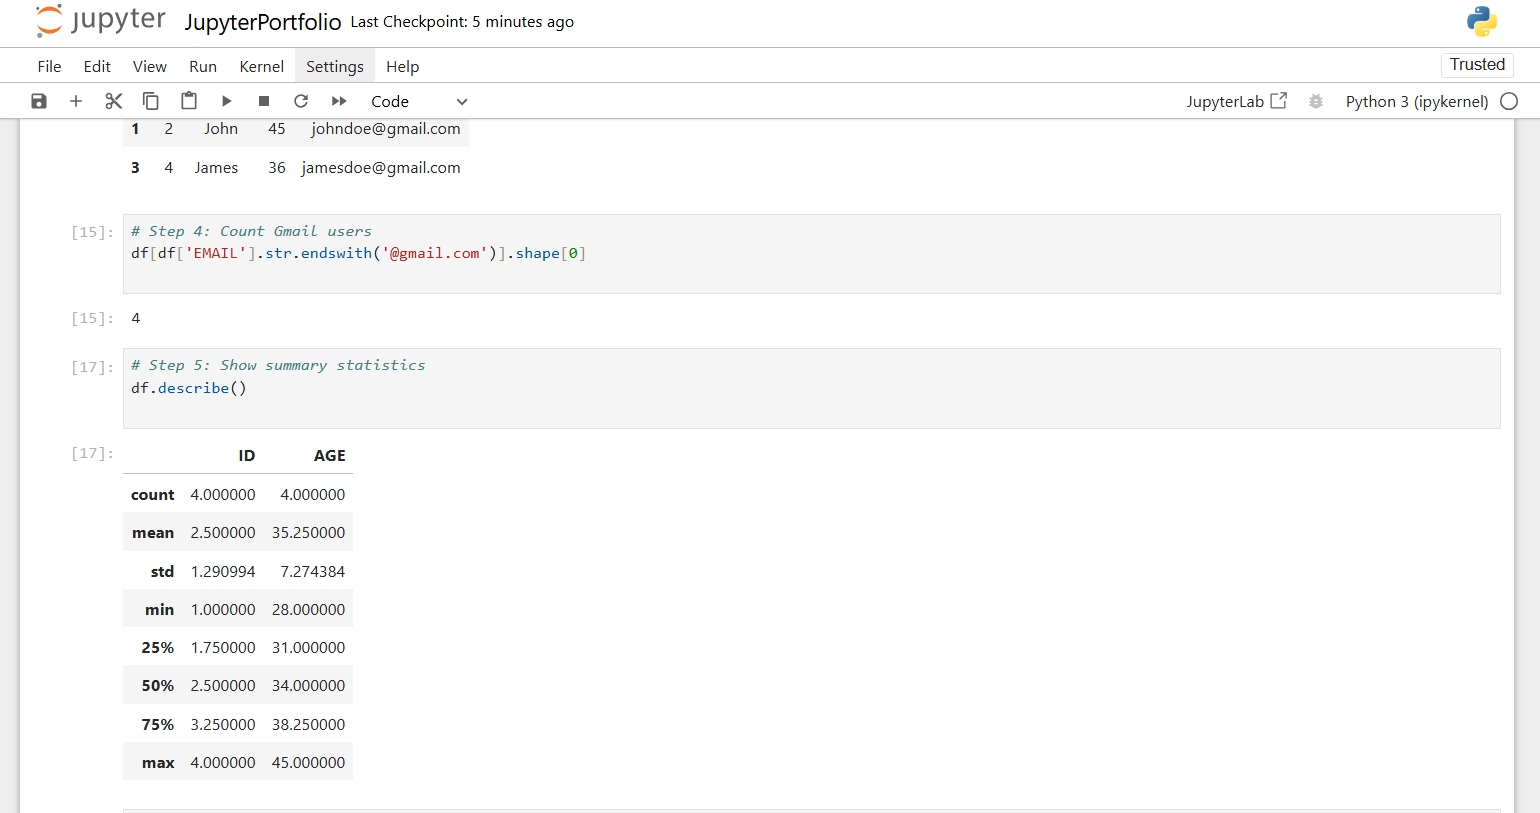 jupyter JupyterPortfolio Last Checkpoint: 5 minutes ago
File Edit View Run Kernel Settings Help Trusted
Code JupyterLab Python 3 (ipykernel)
1 2 John 45 johndoe@gmail.com
3 4 James 36 jamesdoe@gmail.com
[15]: # Step 4: Count Gmail users
df[df['EMAIL'].str.endswith('@gmail.com')].shape[0]
[15]: 4
[17]: # Step 5: Show summary statistics
df.describe()
[17]: ID AGE
count 4.000000 4.000000
mean 2.500000 35.250000
std 1.290994 7.274384
min 1.000000 28.000000
25% 1.750000 31.000000
50% 2.500000 34.000000
75% 3.250000 38.250000
max 4.000000 45.000000